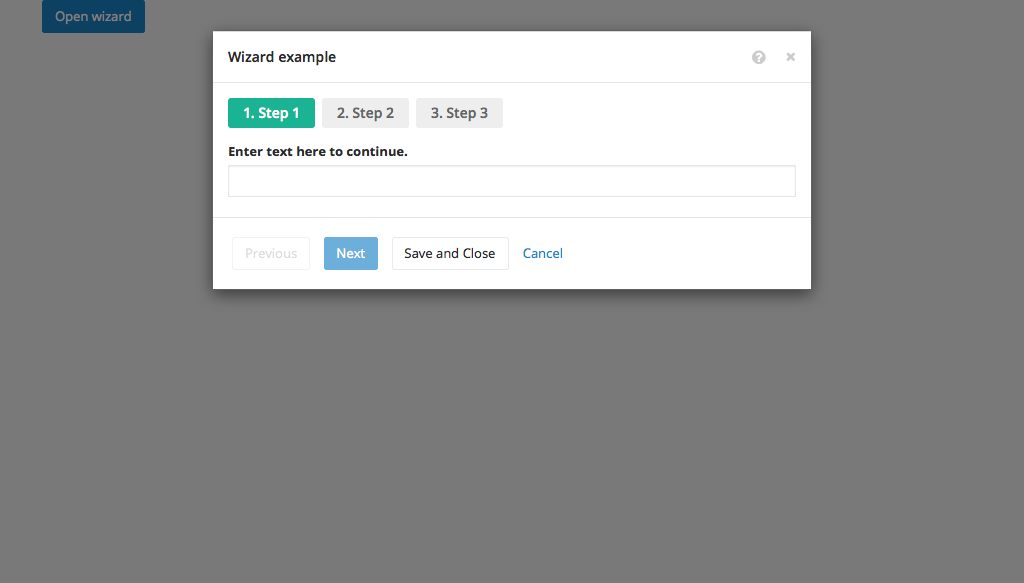 Open wizard
Wizard example
1. Step 1 2. Step 2 3. Step 3
Enter text here to continue.
Previous Next Save and Close Cancel